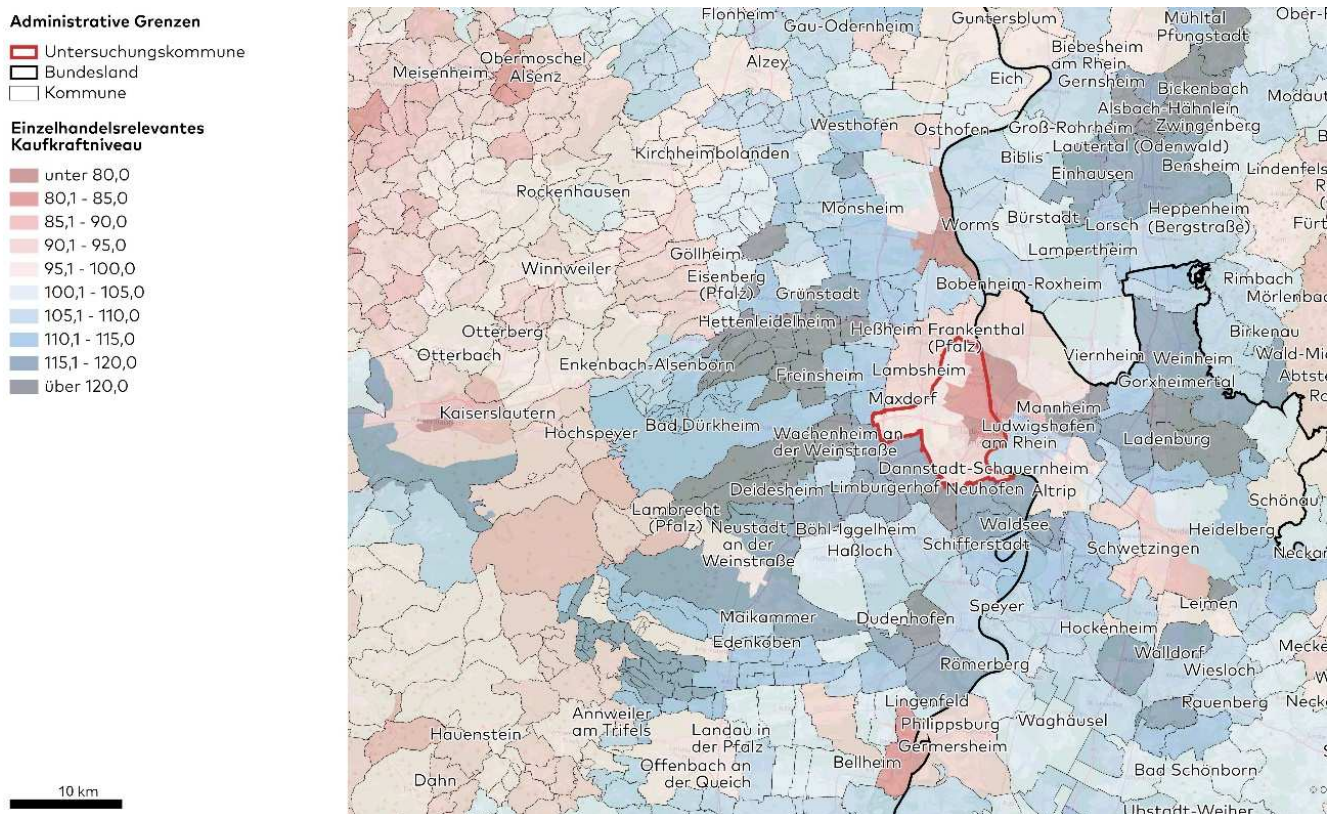 Administrative Grenzen
Untersuchungskommune
Bundesland
Kommune
Einzelhandelsrelevantes
Kaufkraftniveau
unter 80,0
80,1 - 85,0
85,1 - 90,0
90,1 - 95,0
95,1 - 100,0
100,1 - 105,0
105,1 - 110,0
110,1 - 115,0
115,1 - 120,0
über 120,0
10 km
Flonheim
Gau-Odernheim
Guntersblum
Mühltal
Pfungstadt
Obermoschel
Meisenheim
Alsenz
Alzey
Biebesheim
am Rhein
Gernsheim
Eich
Bickenbach
Alsbach-Hähnlein
Westhofen
Osthofen
Groß-Rohrheim
Zwingenberg
Lautertal (Odenwald)
Kirchheimbolanden
Biblis
Bensheim
Einhausen
Rockenhausen
Monsheim
Worms
Bürstadt
Lorsch
Heppenheim
(Bergstraße)
Göllheim
Lampertheim
Winnweiler
Eisenberg
(Pfalz)
Grünstadt
Bobenheim-Roxheim
Rimbach
Otterberg
Hettenleidelheim
Heßheim
Frankenthal
(Pfalz)
Birkenau
Otterbach
Enkenbach-Alsenborn
Freinsheim
Lambsheim
Viernheim
Weinheim
Gorxheimertal
Maxdorf
Kaiserslautern
Mannheim
Hochspeyer
Bad Dürkheim
Wachenheim an
der Weinstraße
Ludwigshafen
am Rhein
Ladenburg
Dannstadt-Schauernheim
Deidesheim
Limburgerhof
Neuhofen
Altrip
Schönau
Lambrecht
(Pfalz)
Neustadt
an der
Weinstraße
Böhl-Iggelheim
Haßloch
Waldsee
Schifferstadt
Heidelberg
Schwetzingen
Leimen
Maikammer
Dudenhofen
Speyer
Hockenheim
Edenkoben
Römerberg
Walldorf
Wiesloch
Lingenfeld
Rauenberg
Annweiler
am Trifels
Landau in
der Pfalz
Philippsburg
Waghäusel
Hauenstein
Germersheim
Offenbach an
der Queich
Bellheim
Dahn
Bad Schönborn
Ubstadt-Weiher